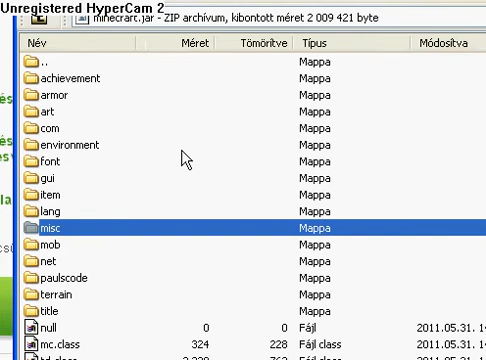 Unregistered HyperCam 2
minecraft.jar - ZIP archívum, kibontott méret 2 009 421 byte
Név Méret Tömörítve Típus Módosítva
.. Mappa
achievement Mappa
armor Mappa
art Mappa
com Mappa
environment Mappa
font Mappa
gui Mappa
item Mappa
lang Mappa
misc Mappa
mob Mappa
net Mappa
paulscode Mappa
terrain Mappa
title Mappa
null 0 0 Fájl 2011.05.31. 14
mc.class 324 228 Fájl class 2011.05.31. 14